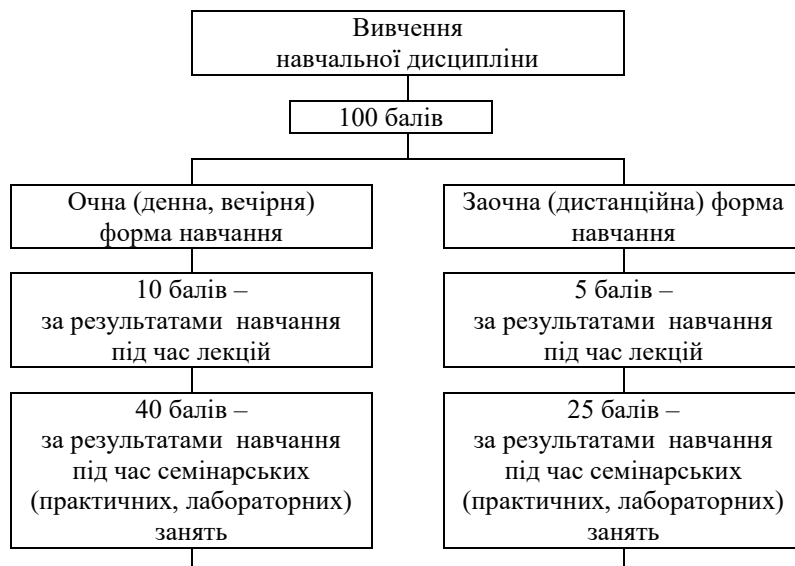 Вивчення
навчальної дисципліни
100 балів
Очна (денна, вечірня)
форма навчання
Заочна (дистанційна) форма
навчання
10 балів –
за результатами навчання
під час лекцій
5 балів –
за результатами навчання
під час лекцій
40 балів –
за результатами навчання
під час семінарських
(практичних, лабораторних)
занять
25 балів –
за результатами навчання
під час семінарських
(практичних, лабораторних)
занять